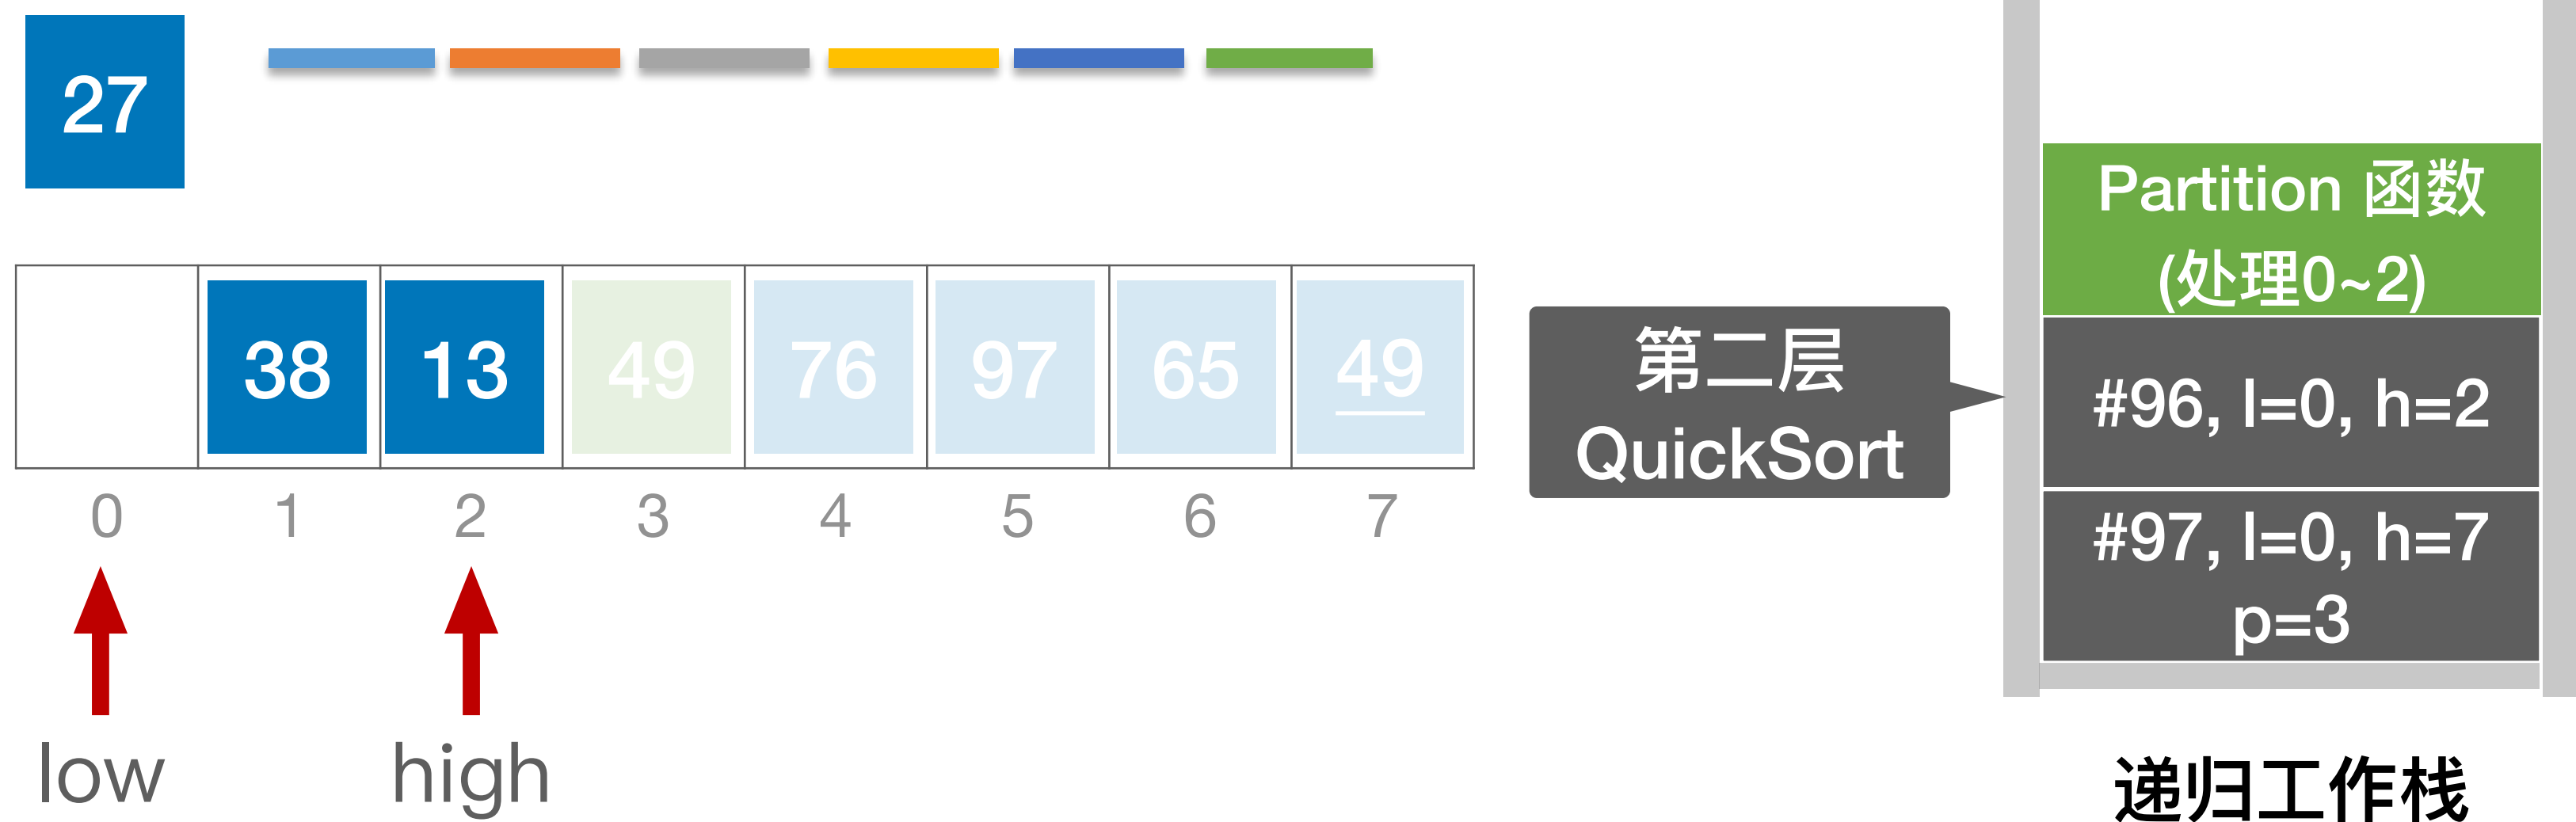 27
38 13 49 76 97 65 49
0 1 2 3 4 5 6 7
low high
第二层
QuickSort
Partition 函数
(处理0~2)
#96, l=0, h=2
#97, l=0, h=7
p=3
递归工作栈